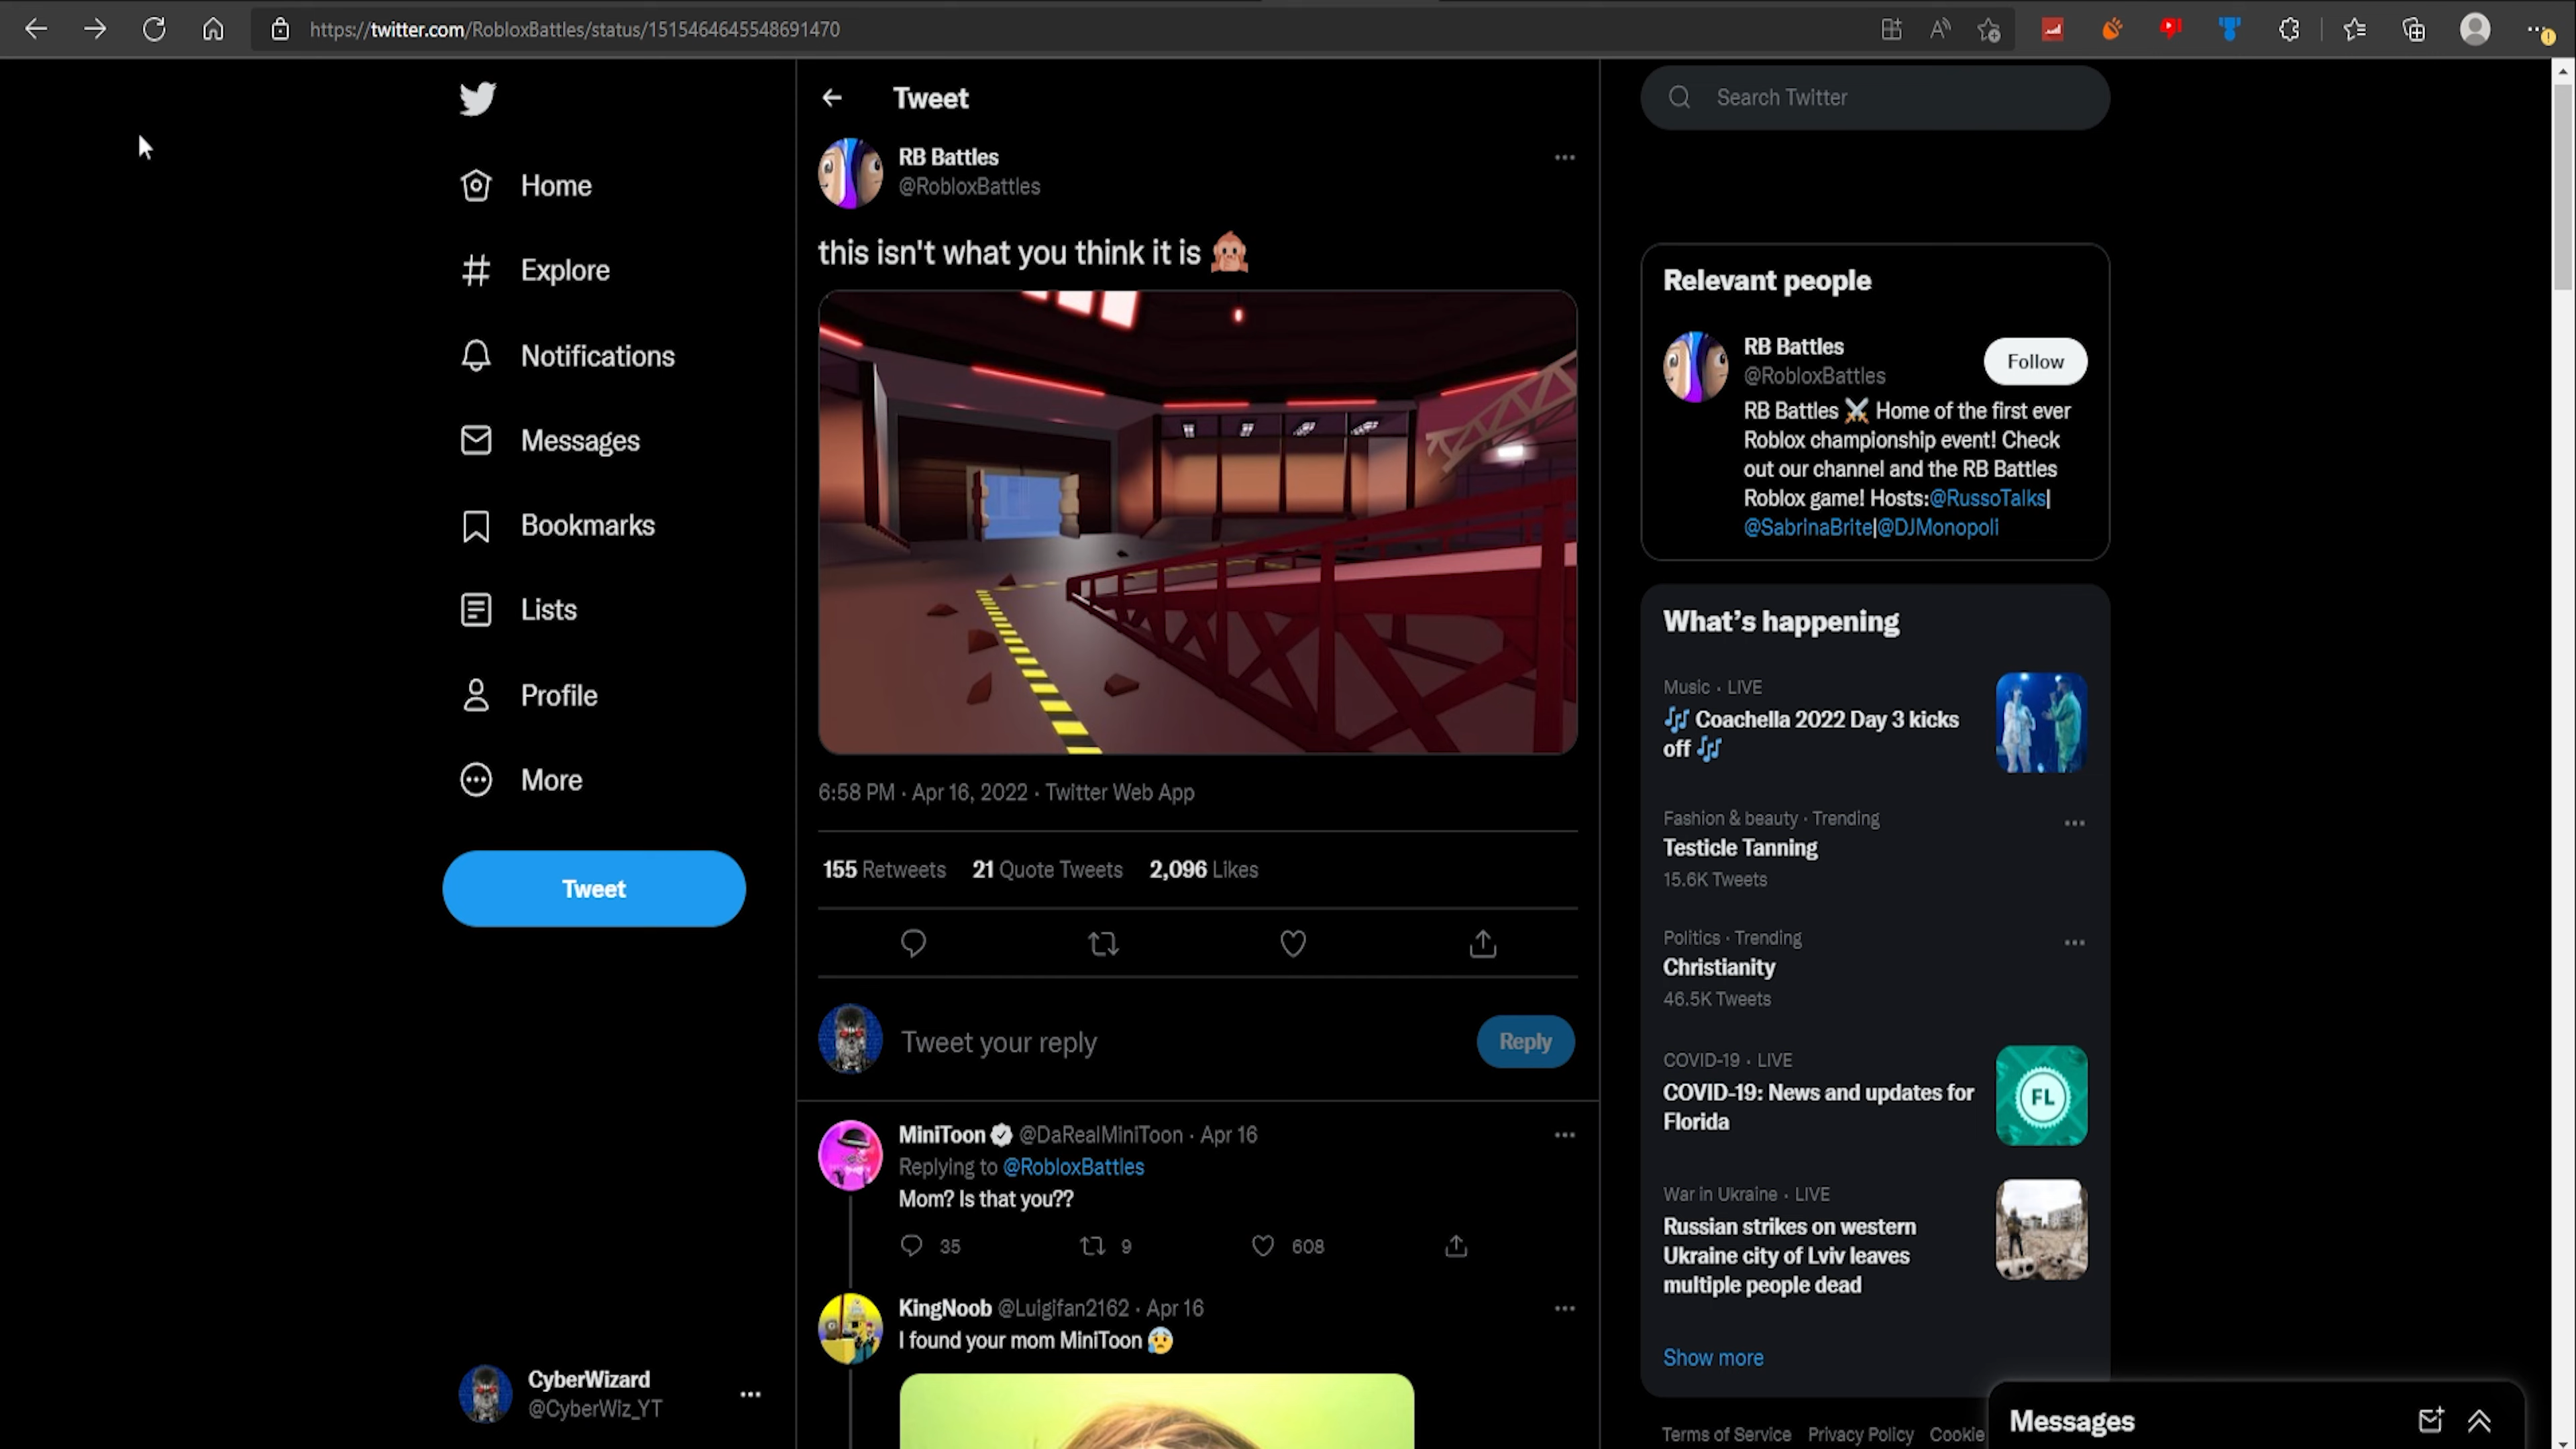 https://twitter.com/RobloxBattles/status/1515464645548691470
Home
Explore
Notifications
Messages
Bookmarks
Lists
Profile
More
Tweet
CyberWizard
@CyberWiz_YT
Tweet
RB Battles
@RobloxBattles
this isn't what you think it is 🙊
6:58 PM · Apr 16, 2022 · Twitter Web App
155 Retweets 21 Quote Tweets 2,096 Likes
Tweet your reply
Reply
MiniToon @DaRealMiniToon · Apr 16
Replying to @RobloxBattles
Mom? Is that you??
35 9 608
KingNoob @Luigifan2162 · Apr 16
I found your mom MiniToon 😰
Search Twitter
Relevant people
RB Battles
@RobloxBattles
Follow
RB Battles ⚔️ Home of the first ever
Roblox championship event! Check
out our channel and the RB Battles
Roblox game! Hosts:@RussoTalks|
@SabrinaBrite|@DJMonopoli
What's happening
Music · LIVE
🎶 Coachella 2022 Day 3 kicks
off 🎶
Fashion & beauty · Trending
Testicle Tanning
15.6K Tweets
Politics · Trending
Christianity
46.5K Tweets
COVID-19 · LIVE
COVID-19: News and updates for
Florida
FL
War in Ukraine · LIVE
Russian strikes on western
Ukraine city of Lviv leaves
multiple people dead
Show more
Terms of Service Privacy Policy Cookie
Messages